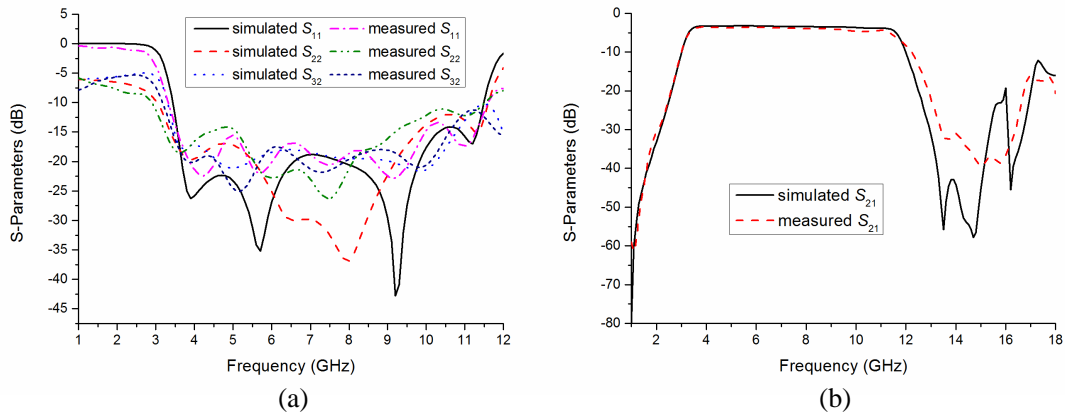 simulated S11 measured S11
simulated S22 measured S22
simulated S32 measured S32
5
0
-5
-10
-15
-20
-25
-30
-35
-40
-45
S-Parameters (dB)
1 2 3 4 5 6 7 8 9 10 11 12
Frequency (GHz)
(a)
0
-10
-20
-30
-40
-50
-60
-70
-80
S-Parameters (dB)
simulated S21
measured S21
2 4 6 8 10 12 14 16 18
Frequency (GHz)
(b)